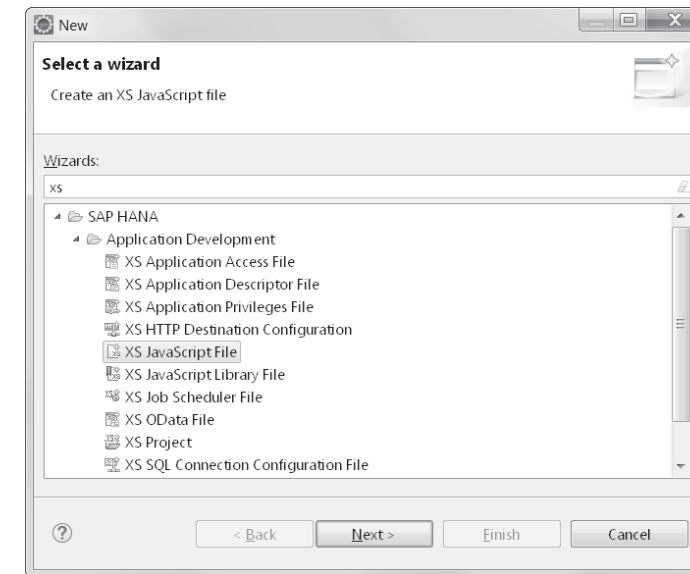 New
Select a wizard
Create an XS JavaScript file
Wizards:
xs
SAP HANA
Application Development
XS Application Access File
XS Application Descriptor File
XS Application Privileges File
XS HTTP Destination Configuration
XS JavaScript File
XS JavaScript Library File
XS Job Scheduler File
XS OData File
XS Project
XS SQL Connection Configuration File
? < Back Next > Finish Cancel